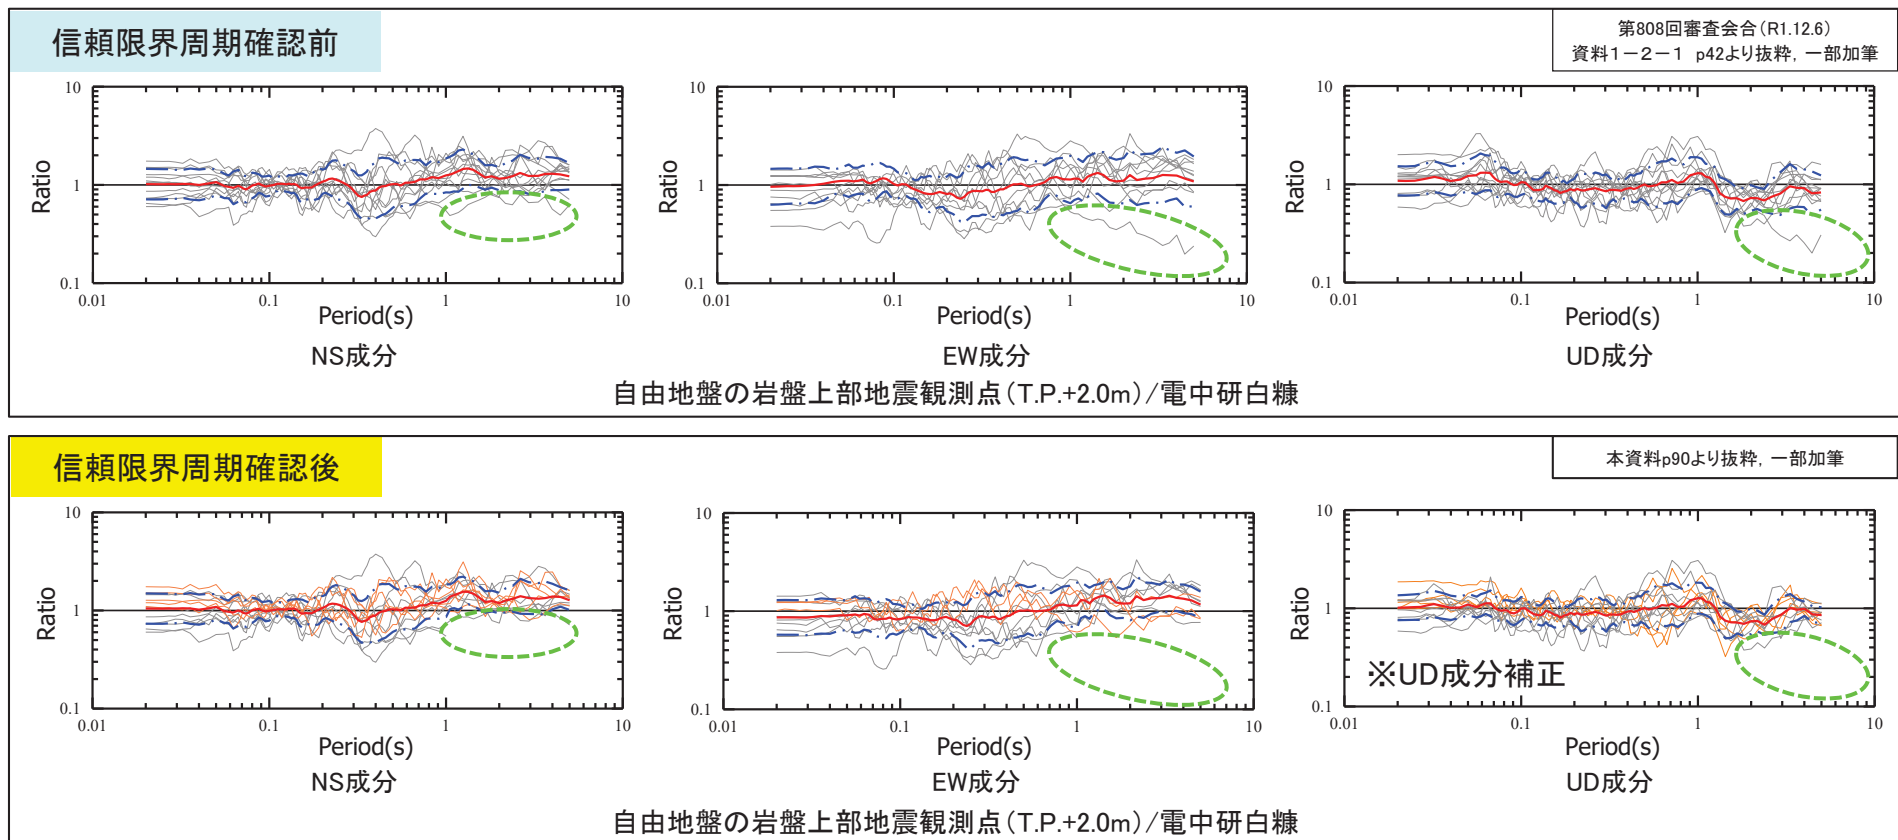 信頼限界周期確認前
第808回審査会合(R1.12.6)
資料1-2-1 p42より抜粋, 一部加筆
10
1
0.1
Ratio
0.01
0.1
1
10
Period(s)
NS成分
10
1
0.1
Ratio
0.01
0.1
1
10
Period(s)
EW成分
10
1
0.1
Ratio
0.01
0.1
1
10
Period(s)
UD成分
自由地盤の岩盤上部地震観測点(T.P.+2.0m)/電中研白糠
信頼限界周期確認後
本資料p90より抜粋, 一部加筆
10
1
0.1
Ratio
0.01
0.1
1
10
Period(s)
NS成分
10
1
0.1
Ratio
0.01
0.1
1
10
Period(s)
EW成分
10
1
0.1
Ratio
※UD成分補正
0.01
0.1
1
10
Period(s)
UD成分
自由地盤の岩盤上部地震観測点(T.P.+2.0m)/電中研白糠